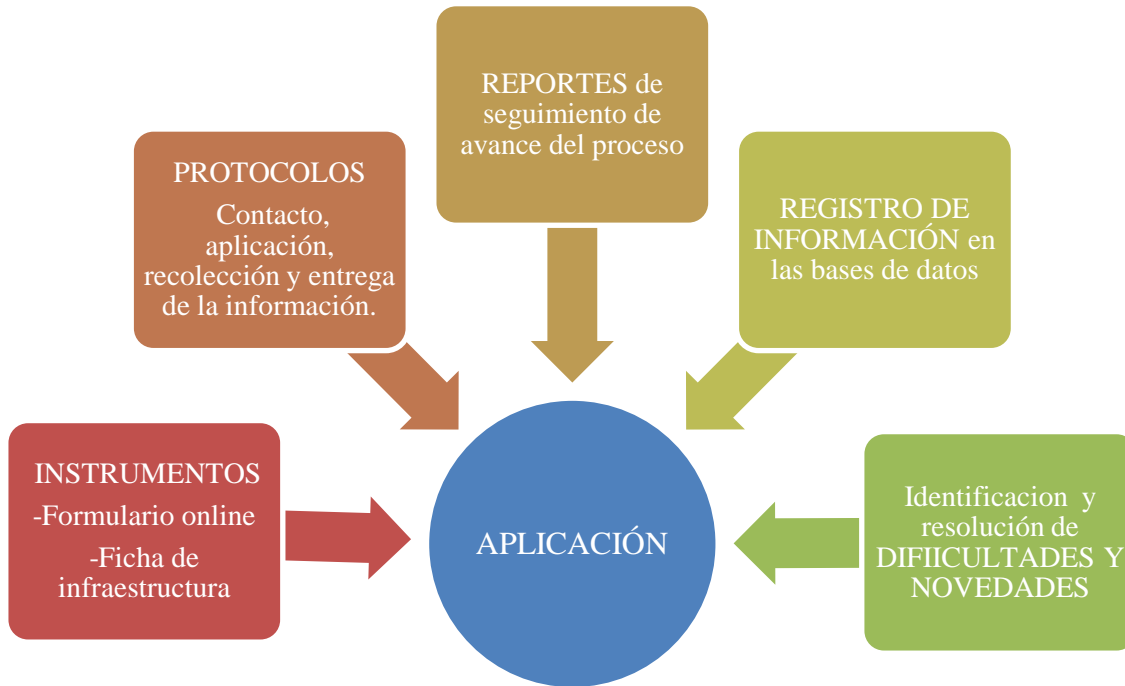 REPORTES de
seguimiento de
avance del proceso
PROTOCOLOS
Contacto,
aplicación,
recolección y entrega
de la información.
REGISTRO DE
INFORMACIÓN en
las bases de datos
INSTRUMENTOS
-Formulario online
-Ficha de
infraestructura
APLICACIÓN
Identificacion y
resolución de
DIFIICULTADES Y
NOVEDADES